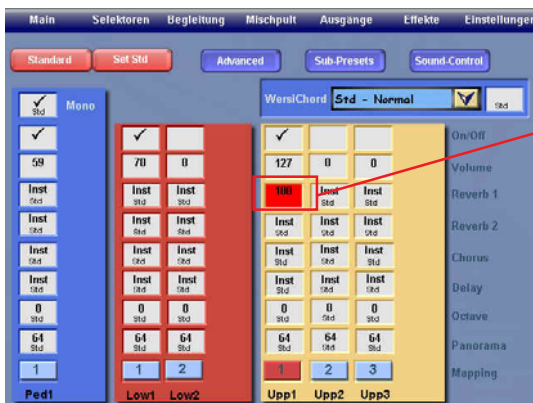 Main Selektoren Begleitung Mischpult Ausgänge Effekte Einstellungen
Standard Set Std Advanced Sub-Presets Sound-Control
WersiChord Std - Normal Std
Std Mono
On/Off
59 70 0 127 0 0 Volume
Inst Std Inst Std Inst Std 100 Inst Std Inst Std Reverb 1
Inst Std Inst Std Inst Std Inst Std Inst Std Inst Std Reverb 2
Inst Std Inst Std Inst Std Inst Std Inst Std Inst Std Chorus
Inst Std Inst Std Inst Std Inst Std Inst Std Inst Std Delay
0 Std 0 Std 0 Std 0 Std 0 Std 0 Std Octave
64 Std 64 Std 64 Std 64 Std 64 Std 64 Std Panorama
1 1 2 1 2 3 Mapping
Ped1 Low1 Low2 Upp1 Upp2 Upp3